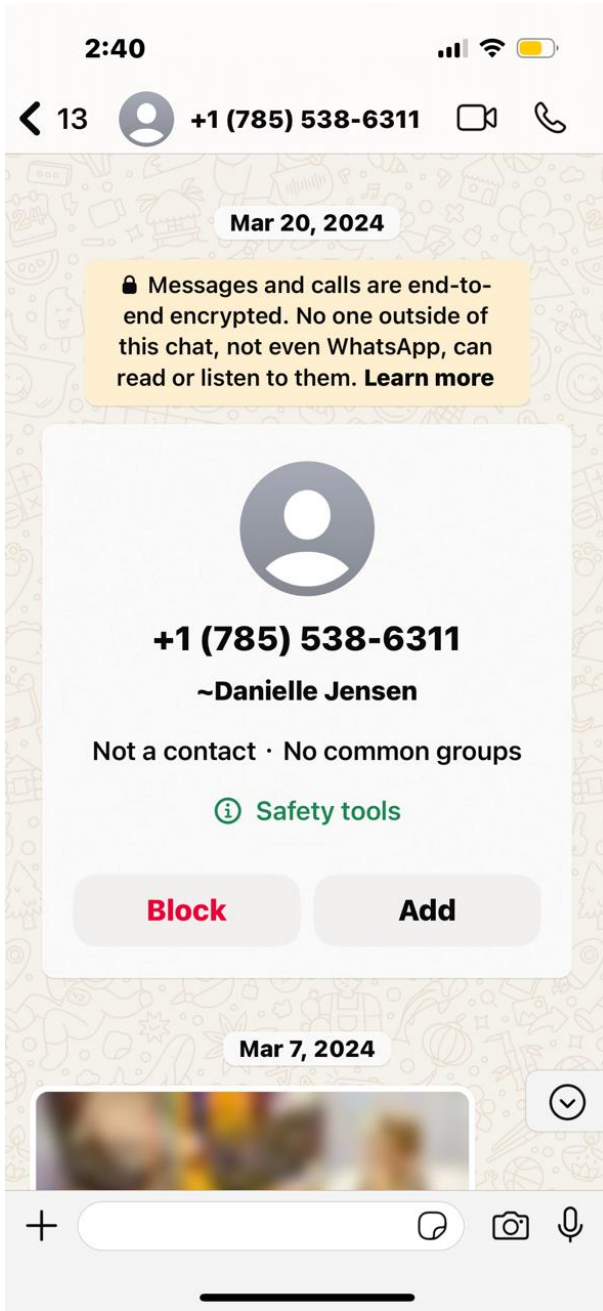 2:40
13 +1 (785) 538-6311
Mar 20, 2024
Messages and calls are end-to-
end encrypted. No one outside of
this chat, not even WhatsApp, can
read or listen to them. Learn more
+1 (785) 538-6311
~Danielle Jensen
Not a contact · No common groups
Safety tools
Block Add
Mar 7, 2024